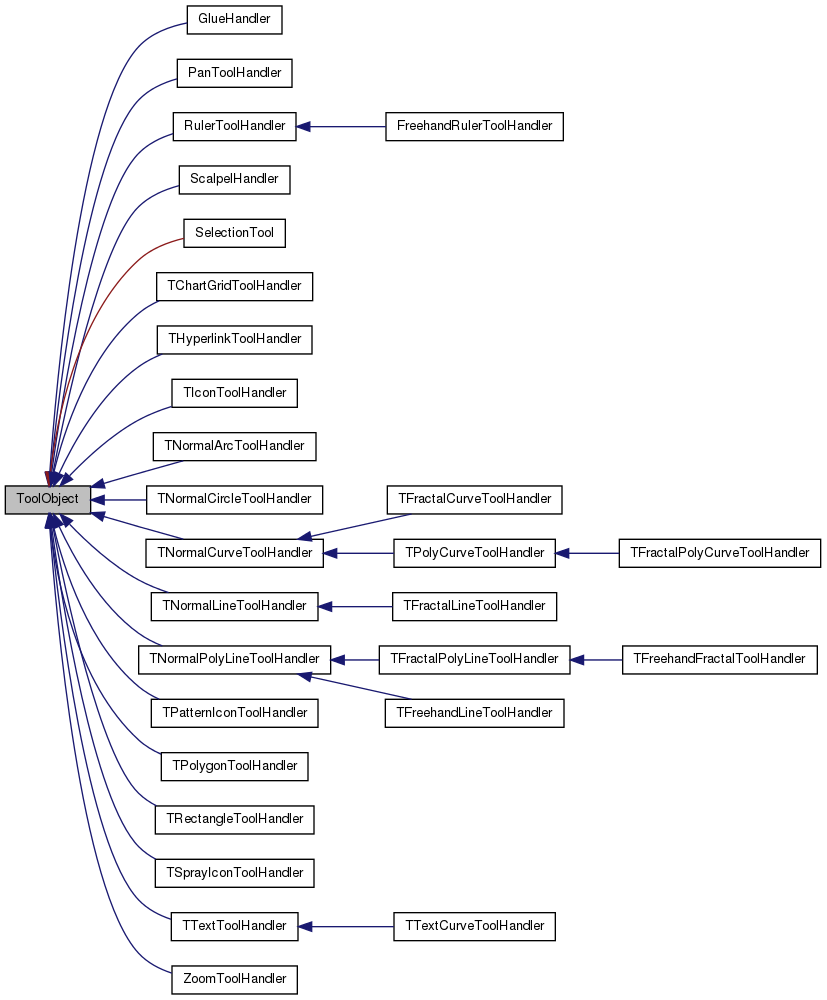 GlueHandler
PanToolHandler
RulerToolHandler
FreehandRulerToolHandler
ScalpelHandler
SelectionTool
TChartGridToolHandler
THyperlinkToolHandler
TIconToolHandler
TNormalArcToolHandler
ToolObject
TNormalCircleToolHandler
TFractalCurveToolHandler
TNormalCurveToolHandler
TPolyCurveToolHandler
TFractalPolyCurveToolHandler
TNormalLineToolHandler
TFractalLineToolHandler
TNormalPolyLineToolHandler
TFractalPolyLineToolHandler
TFreehandFractalToolHandler
TPatternIconToolHandler
TFreehandLineToolHandler
TPolygonToolHandler
TRectangleToolHandler
TSprayIconToolHandler
TTextToolHandler
TTextCurveToolHandler
ZoomToolHandler